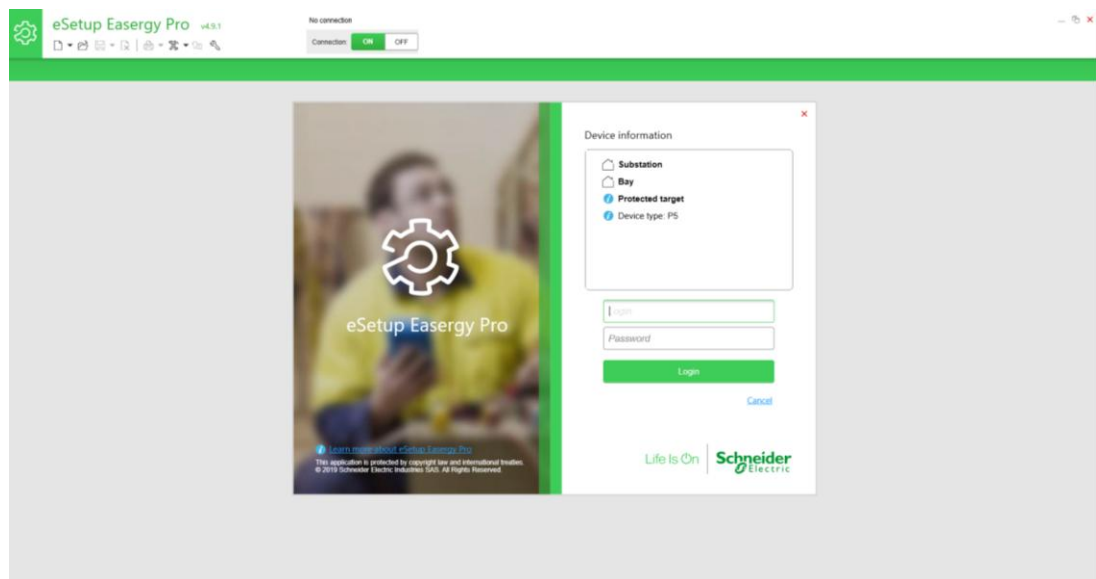 eSetup Easergy Pro v4.9.1
No connection
Connection: ON OFF
Device information
Substation
Bay
Protected target
Device type: P5
Login
Password
Login
Cancel
eSetup Easergy Pro
Learn more about eSetup Easergy Pro
This application is protected by copyright law and international treaties.
© 2019 Schneider Electric Industries SAS. All Rights Reserved.
Life Is On
Schneider
Electric